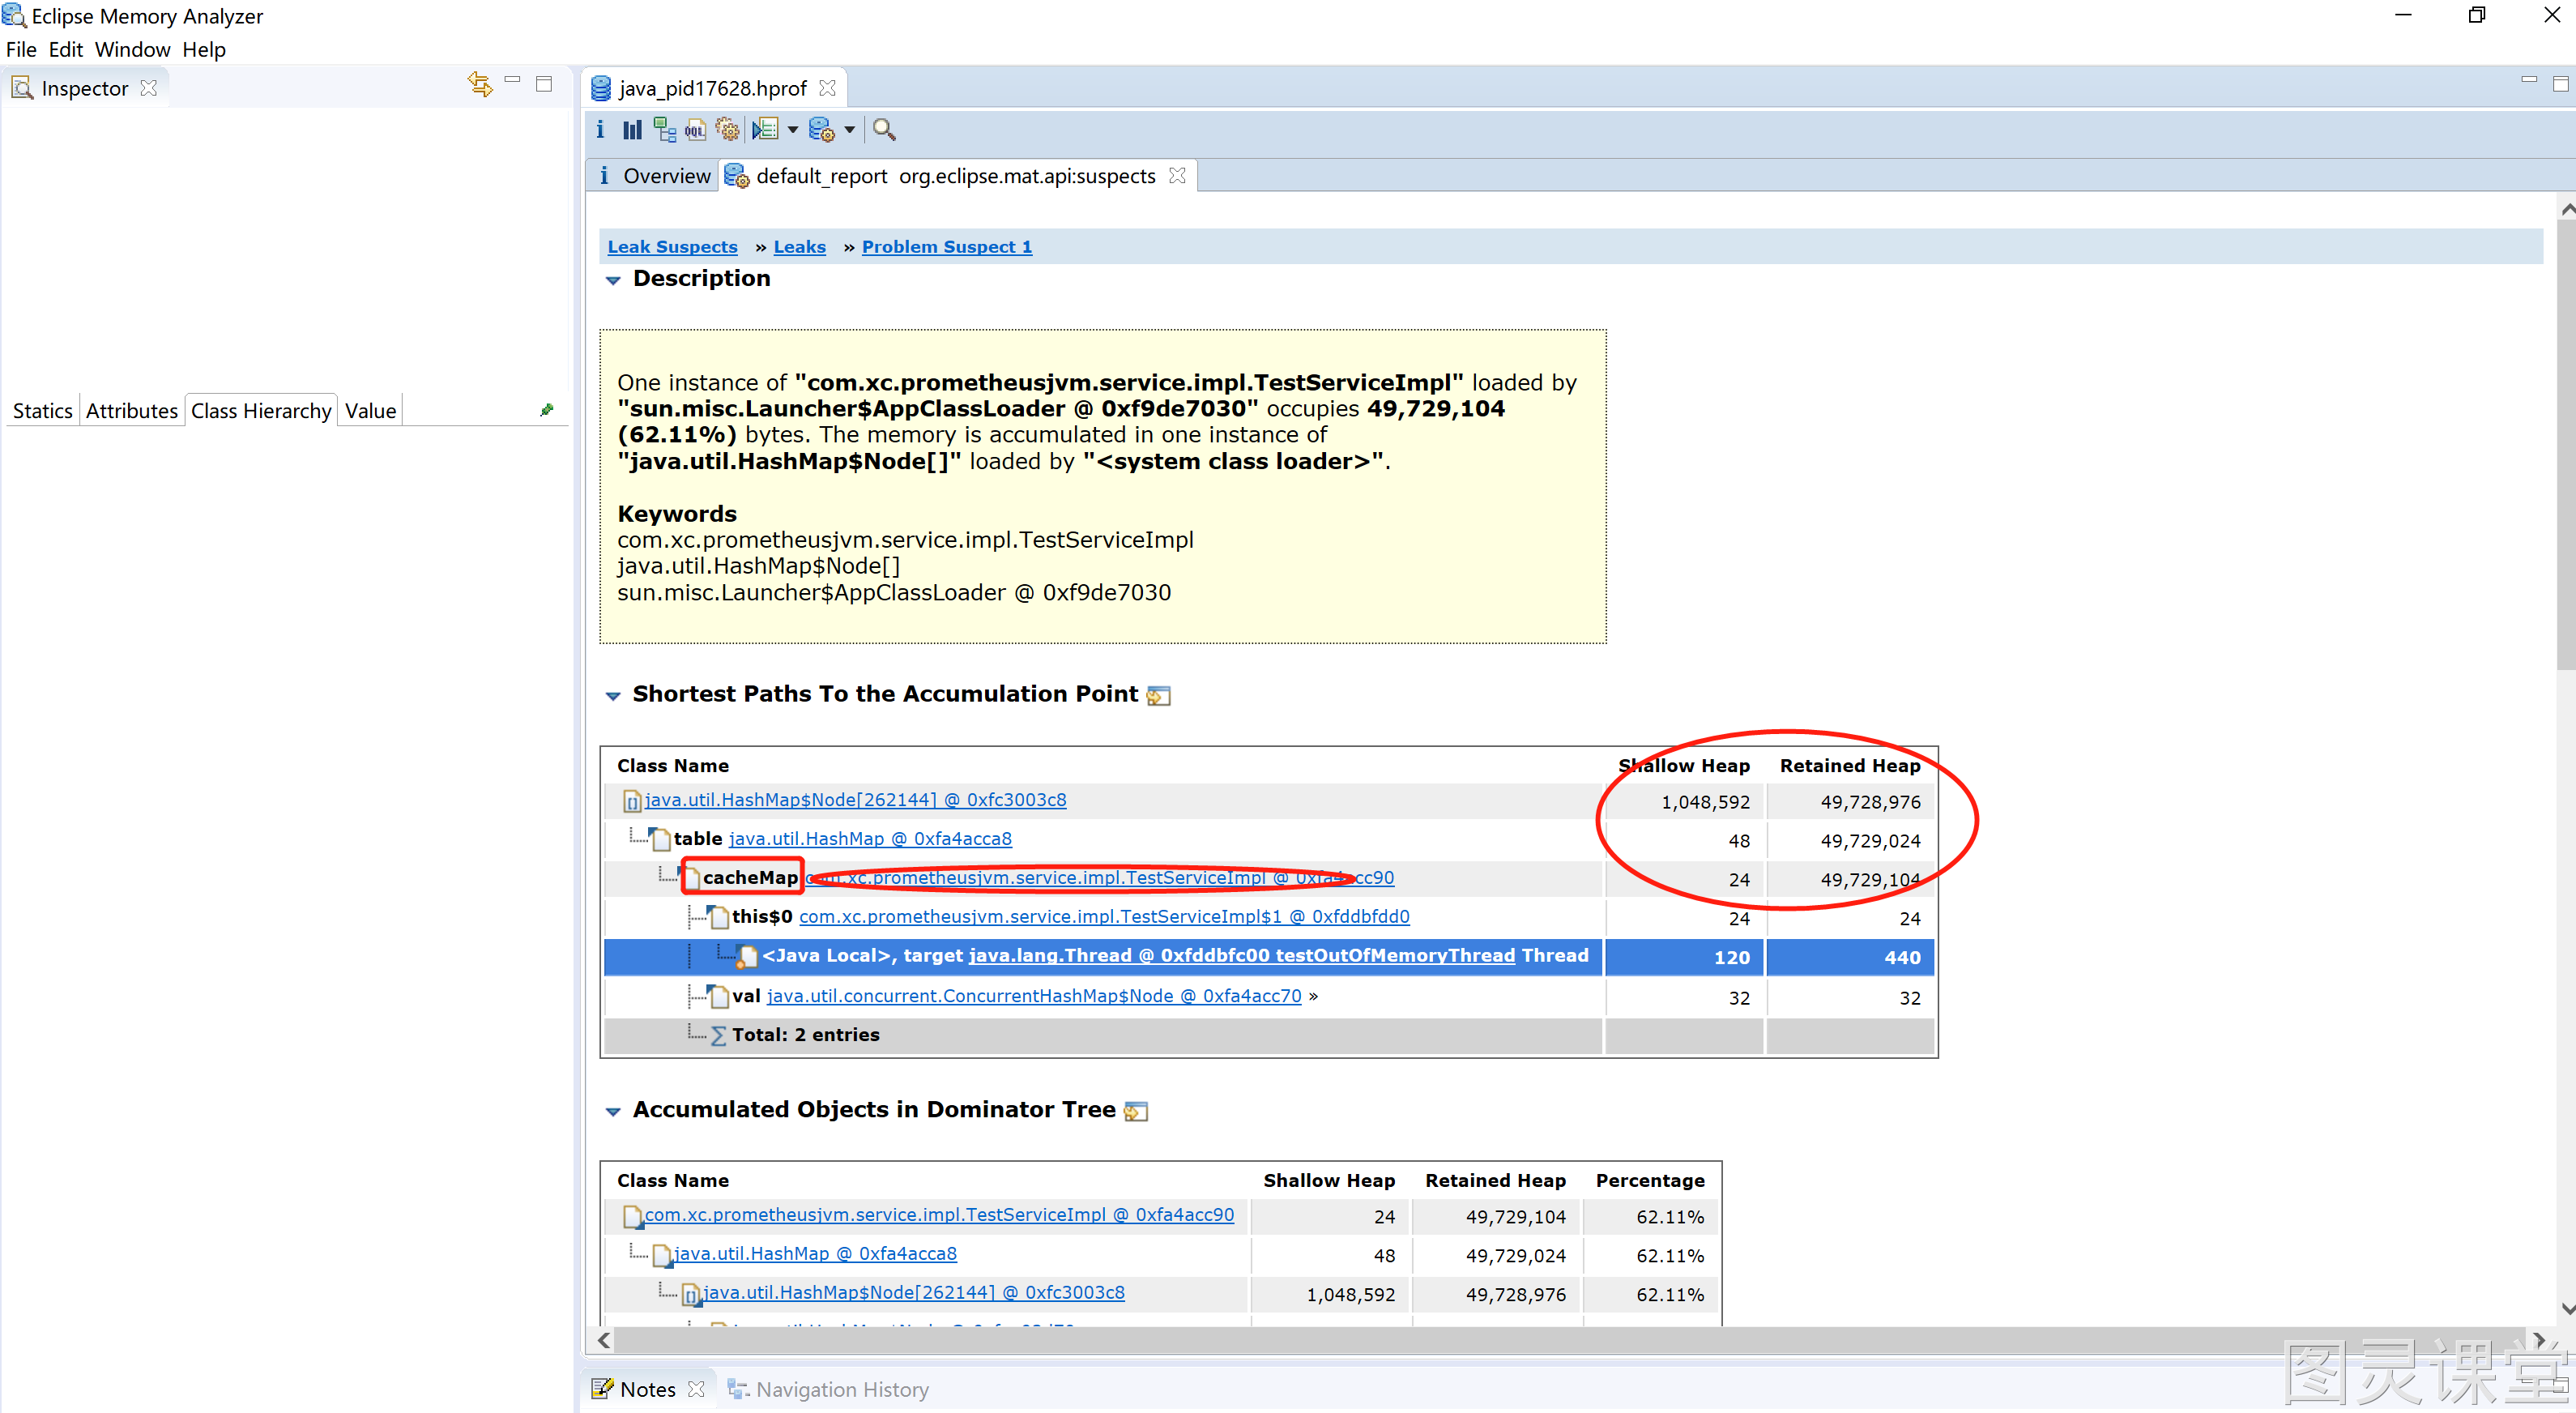 Eclipse Memory Analyzer
File Edit Window Help
Inspector
Statics Attributes Class Hierarchy Value
java_pid17628.hprof
i Overview default_report org.eclipse.mat.api:suspects
Leak Suspects » Leaks » Problem Suspect 1
Description
One instance of "com.xc.prometheusjvm.service.impl.TestServiceImpl" loaded by
"sun.misc.Launcher$AppClassLoader @ 0xf9de7030" occupies 49,729,104
(62.11%) bytes. The memory is accumulated in one instance of
"java.util.HashMap$Node[]" loaded by "<system class loader>".
Keywords
com.xc.prometheusjvm.service.impl.TestServiceImpl
java.util.HashMap$Node[]
sun.misc.Launcher$AppClassLoader @ 0xf9de7030
Shortest Paths To the Accumulation Point
Class Name Shallow Heap Retained Heap
java.util.HashMap$Node[262144] @ 0xfc3003c8 1,048,592 49,728,976
table java.util.HashMap @ 0xfa4acca8 48 49,729,024
cacheMap com.xc.prometheusjvm.service.impl.TestServiceImpl @ 0xfa4acc90 24 49,729,104
this$0 com.xc.prometheusjvm.service.impl.TestServiceImpl$1 @ 0xfddbfdd0 24 24
<Java Local>, target java.lang.Thread @ 0xfddbfc00 testOutOfMemoryThread Thread 120 440
val java.util.concurrent.ConcurrentHashMap$Node @ 0xfa4acc70 » 32 32
Total: 2 entries
Accumulated Objects in Dominator Tree
Class Name Shallow Heap Retained Heap Percentage
com.xc.prometheusjvm.service.impl.TestServiceImpl @ 0xfa4acc90 24 49,729,104 62.11%
java.util.HashMap @ 0xfa4acca8 48 49,729,024 62.11%
java.util.HashMap$Node[262144] @ 0xfc3003c8 1,048,592 49,728,976 62.11%
Notes Navigation History
图灵课堂